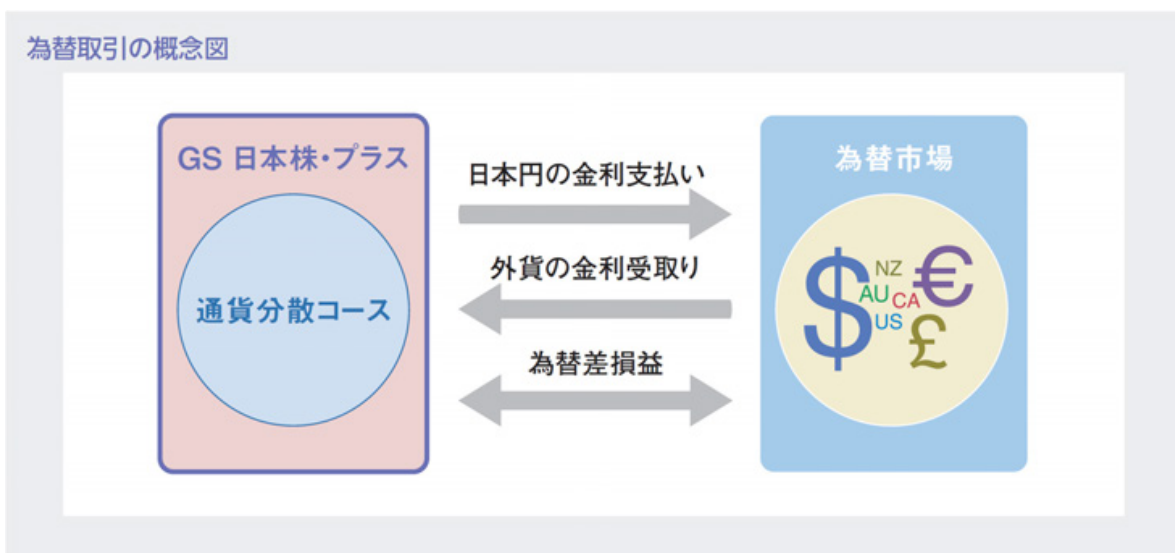 為替取引の概念図
GS 日本株・プラス
通貨分散コース
日本円の金利支払い
外貨の金利受取り
為替差損益
為替市場
$
NZ
€
AU
CA
US
£